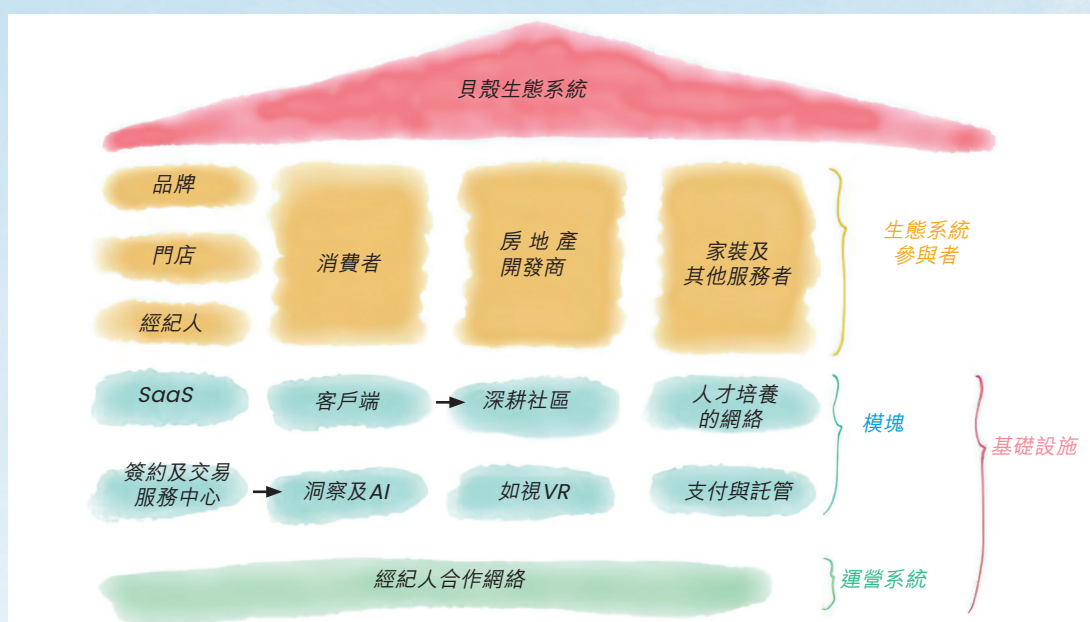 貝殼生態系統
品牌
門店
經紀人
消費者
房地產
開發商
家裝及
其他服務者
生態系統
參與者
SaaS
客戶端
深耕社區
人才培養
的網絡
簽約及交易
服務中心
洞察及AI
如視VR
支付與託管
模塊
基礎設施
經紀人合作網絡
運營系統